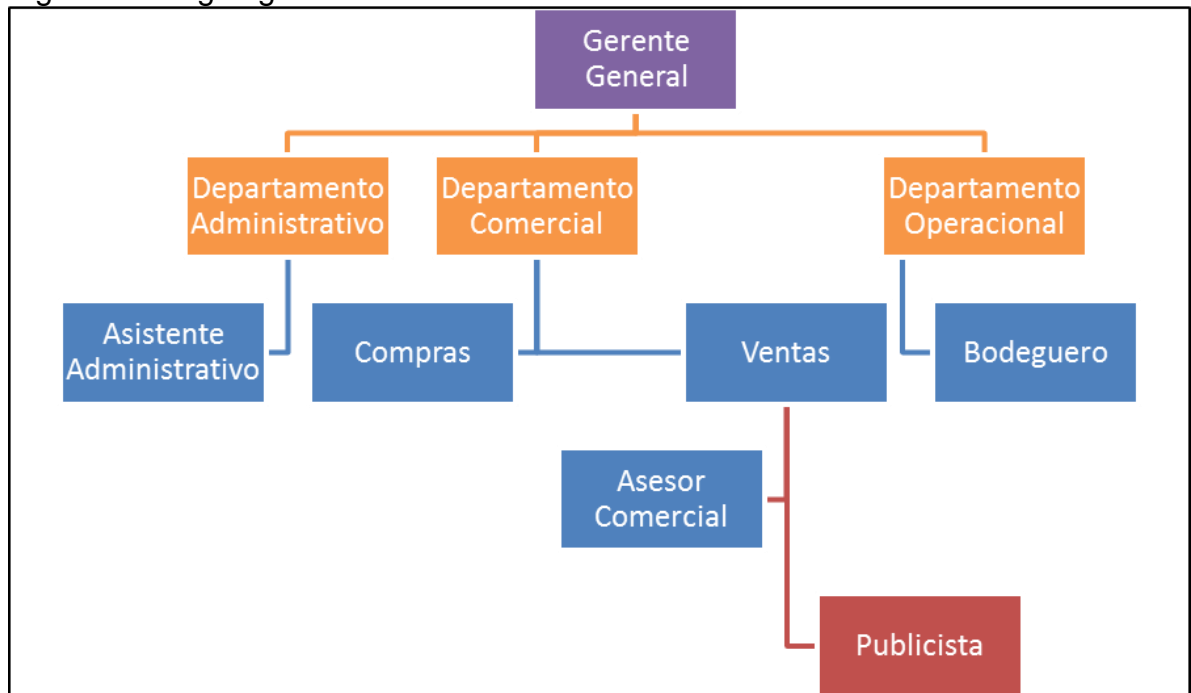 Gerente
General
Departamento
Administrativo
Departamento
Comercial
Departamento
Operacional
Asistente
Administrativo
Compras
Ventas
Bodeguero
Asesor
Comercial
Publicista